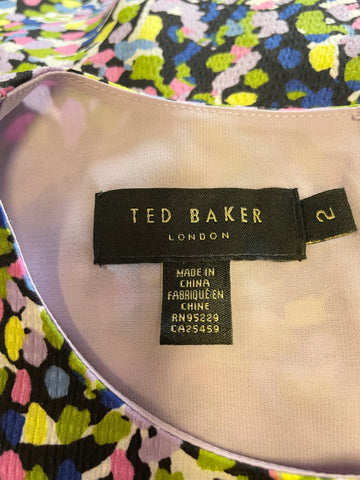 TED BAKER
LONDON
2
MADE IN
CHINA
FABRIQUÉ EN
CHINE
RN95229
CA25459